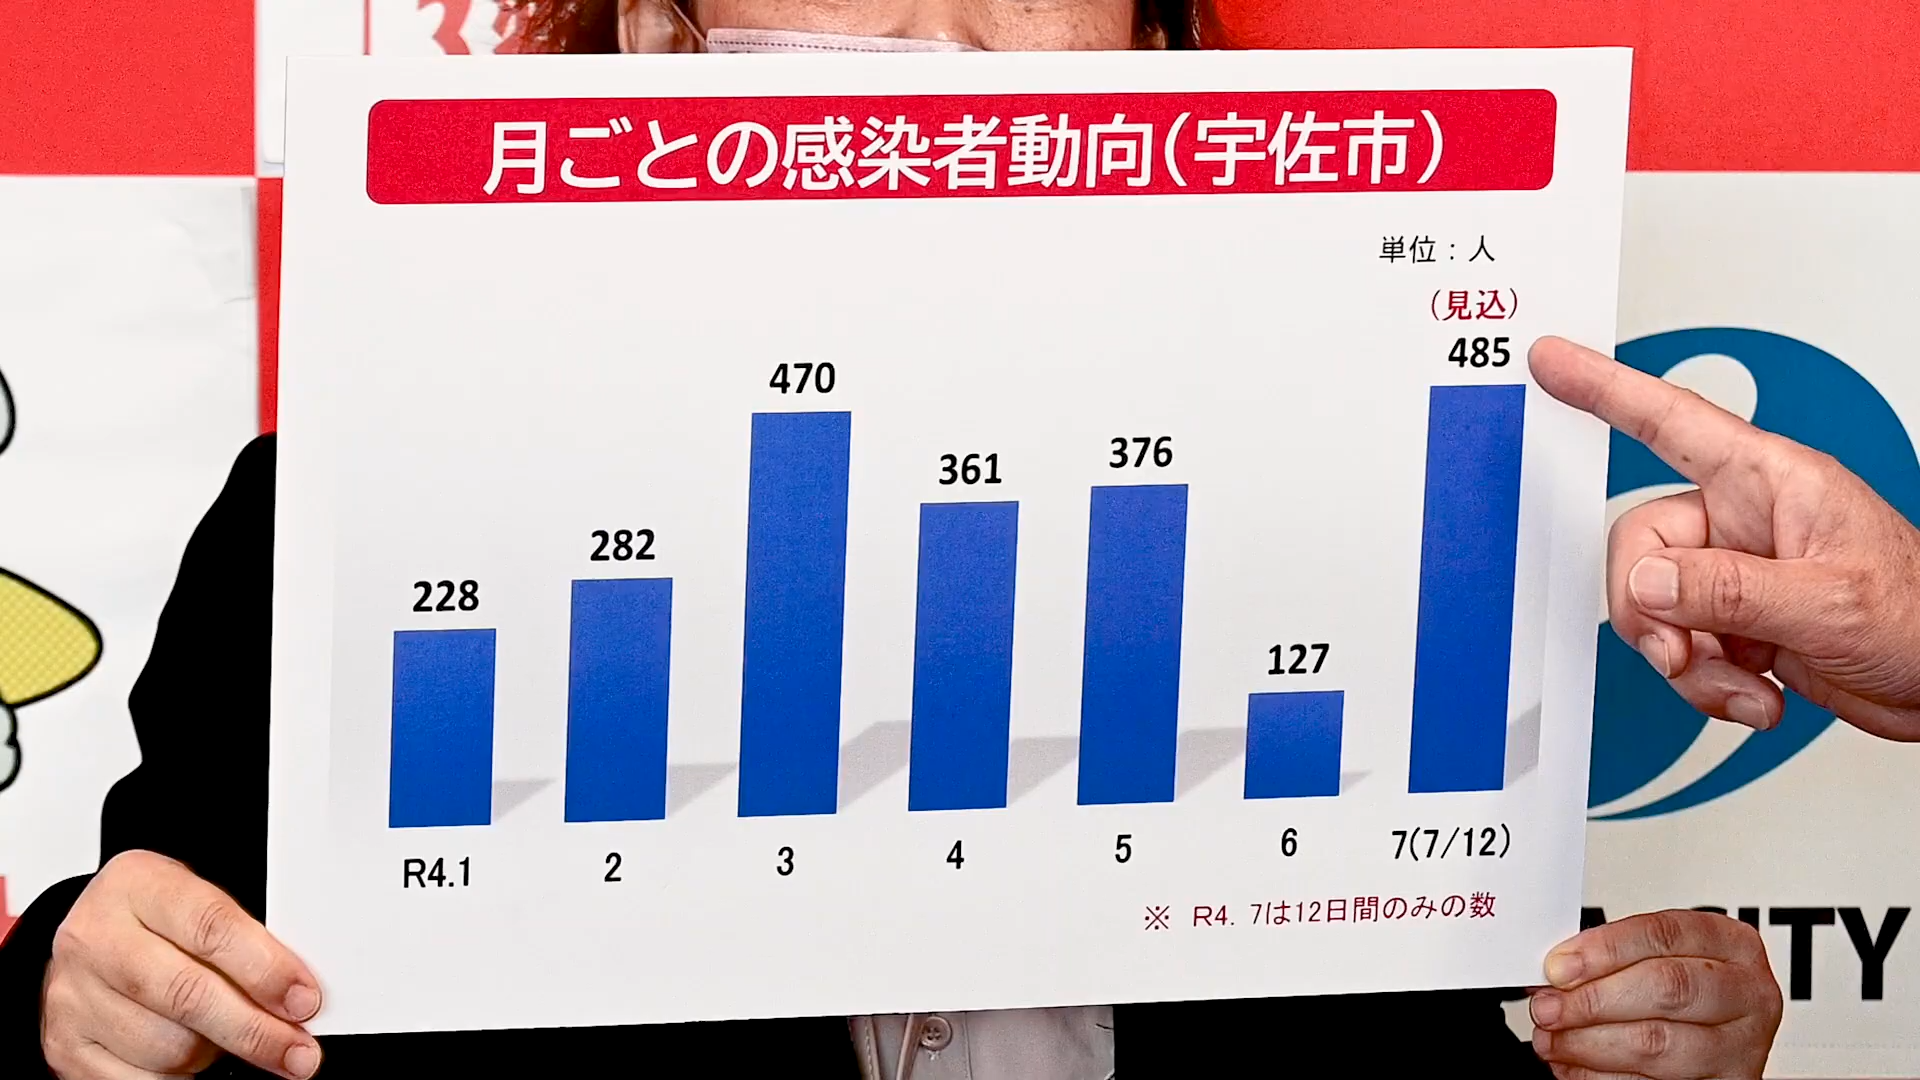 月ごとの感染者動向(宇佐市)
単位：人
(見込)
485
470
376
361
282
228
127
R4.1
2
3
4
5
6
7(7/12)
※ R4. 7は12日間のみの数
CITY